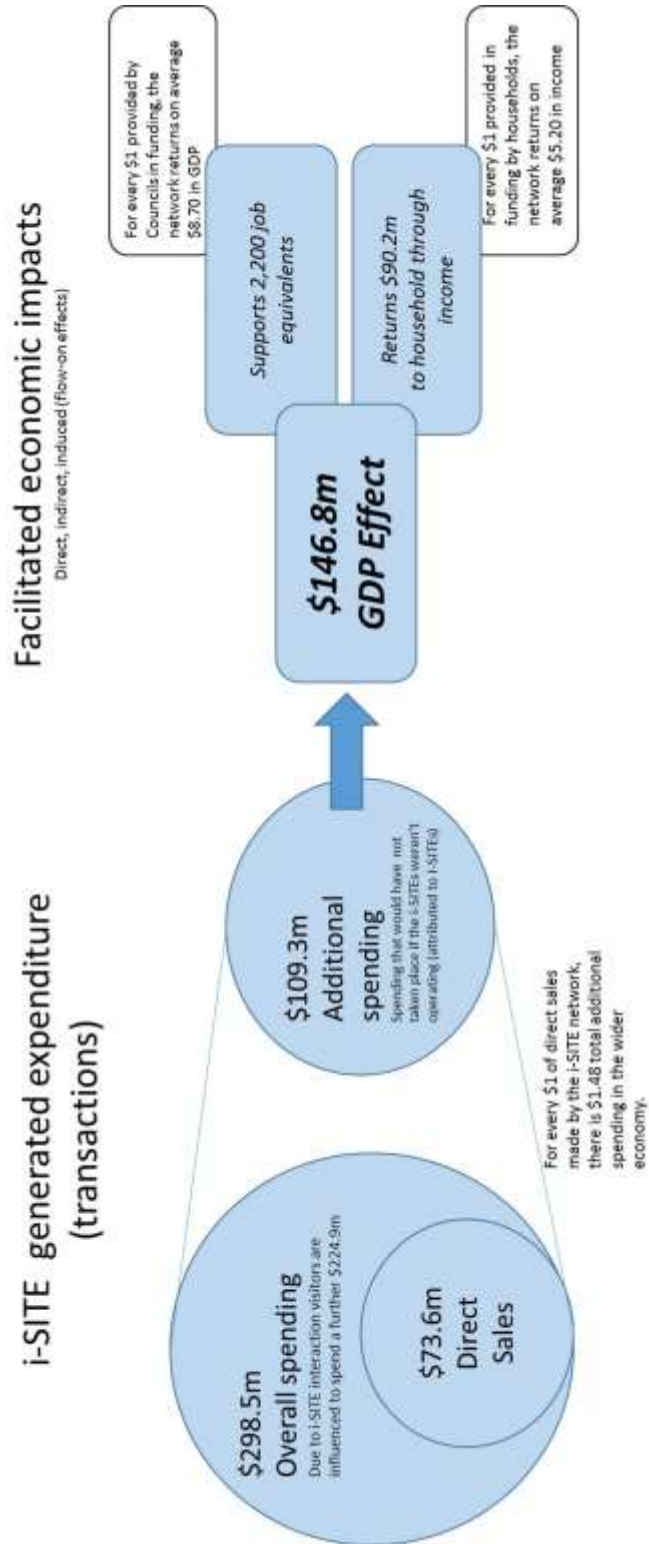 i-SITE generated expenditure
(transactions)
$298.5m
Overall spending
Due to i-SITE interaction visitors are
influenced to spend a further $224.9m
$73.6m
Direct
Sales
$109.3m
Additional
spending
Spending that would have not
taken place if the i-SITEs weren't
operating (attributed to i-SITEs)
For every $1 of direct sales
made by the i-SITE network,
there is $1.48 total additional
spending in the wider
economy.
Facilitated economic impacts
Direct, indirect, induced (flow-on effects)
$146.8m
GDP Effect
Supports 2,200 job
equivalents
For every $1 provided by
Councils in funding, the
network returns on average
$8.70 in GDP
Returns $90.2m
to household through
income
For every $1 provided in
funding by households, the
network returns on
average $5.20 in income